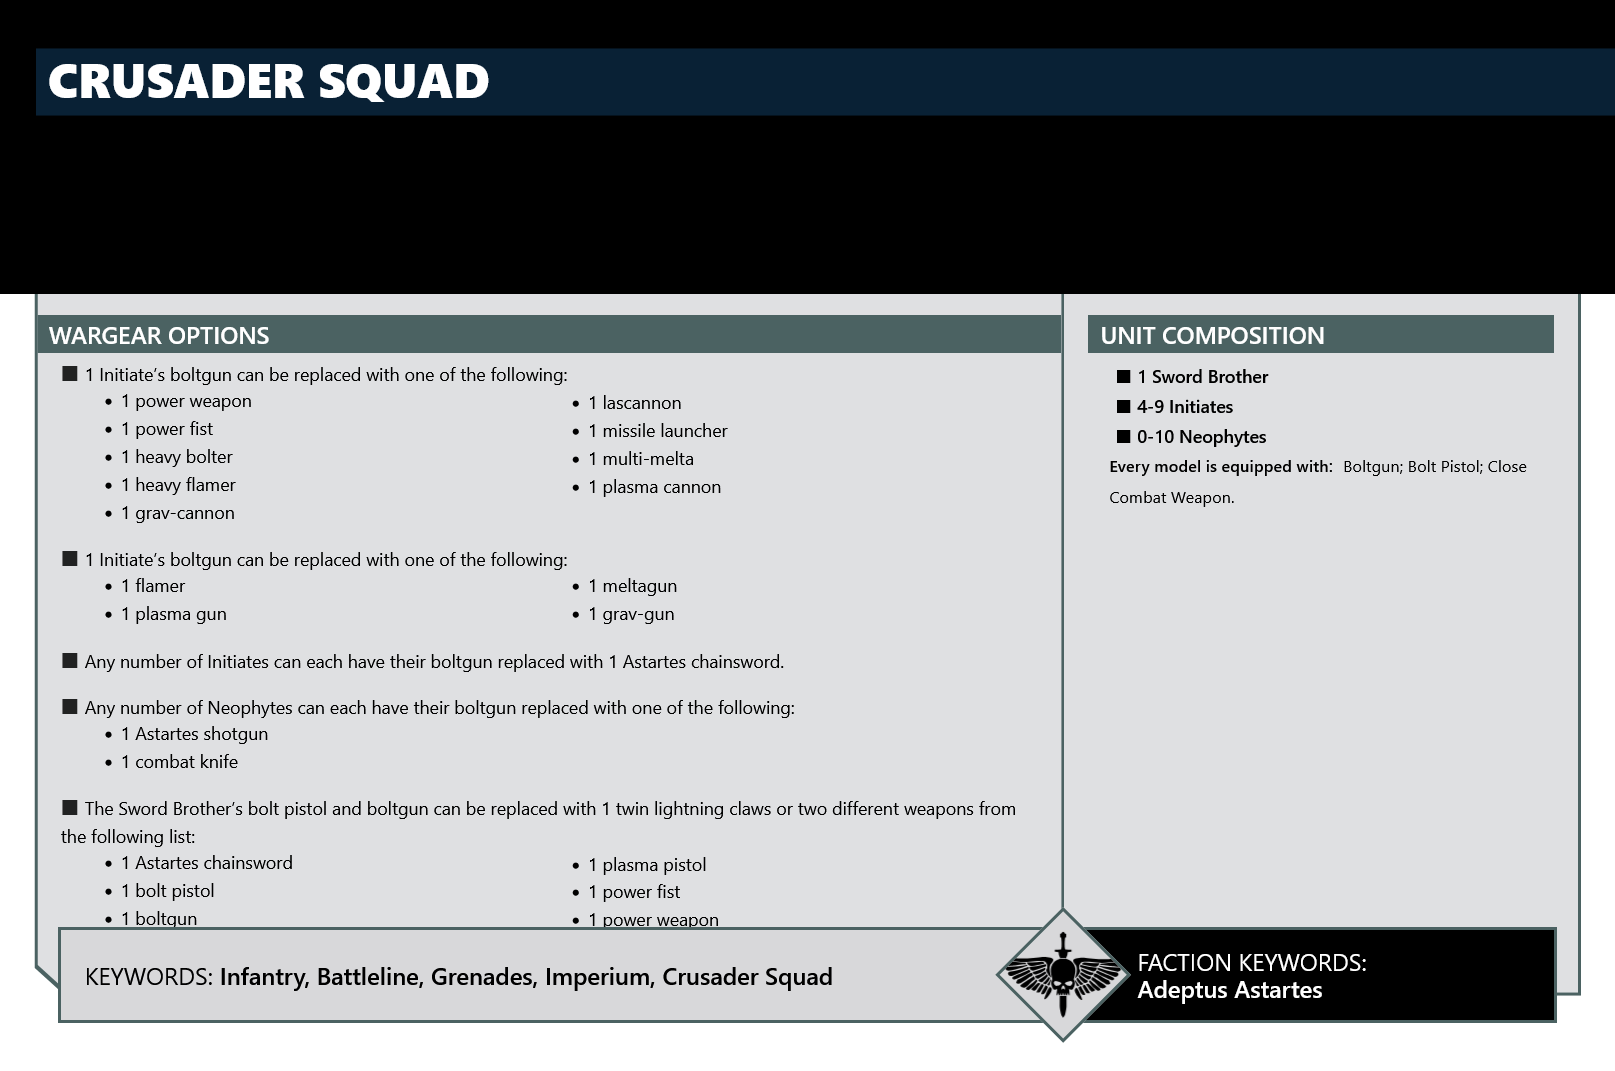 CRUSADER SQUAD
WARGEAR OPTIONS
■ 1 Initiate's boltgun can be replaced with one of the following:
• 1 power weapon
• 1 power fist
• 1 heavy bolter
• 1 heavy flamer
• 1 grav-cannon
• 1 lascannon
• 1 missile launcher
• 1 multi-melta
• 1 plasma cannon
■ 1 Initiate's boltgun can be replaced with one of the following:
• 1 flamer
• 1 plasma gun
• 1 meltagun
• 1 grav-gun
■ Any number of Initiates can each have their boltgun replaced with 1 Astartes chainsword.
■ Any number of Neophytes can each have their boltgun replaced with one of the following:
• 1 Astartes shotgun
• 1 combat knife
■ The Sword Brother's bolt pistol and boltgun can be replaced with 1 twin lightning claws or two different weapons from
the following list:
• 1 Astartes chainsword
• 1 bolt pistol
• 1 boltgun
• 1 plasma pistol
• 1 power fist
• 1 power weapon
UNIT COMPOSITION
■ 1 Sword Brother
■ 4-9 Initiates
■ 0-10 Neophytes
Every model is equipped with: Boltgun; Bolt Pistol; Close
Combat Weapon.
KEYWORDS: Infantry, Battleline, Grenades, Imperium, Crusader Squad
FACTION KEYWORDS:
Adeptus Astartes